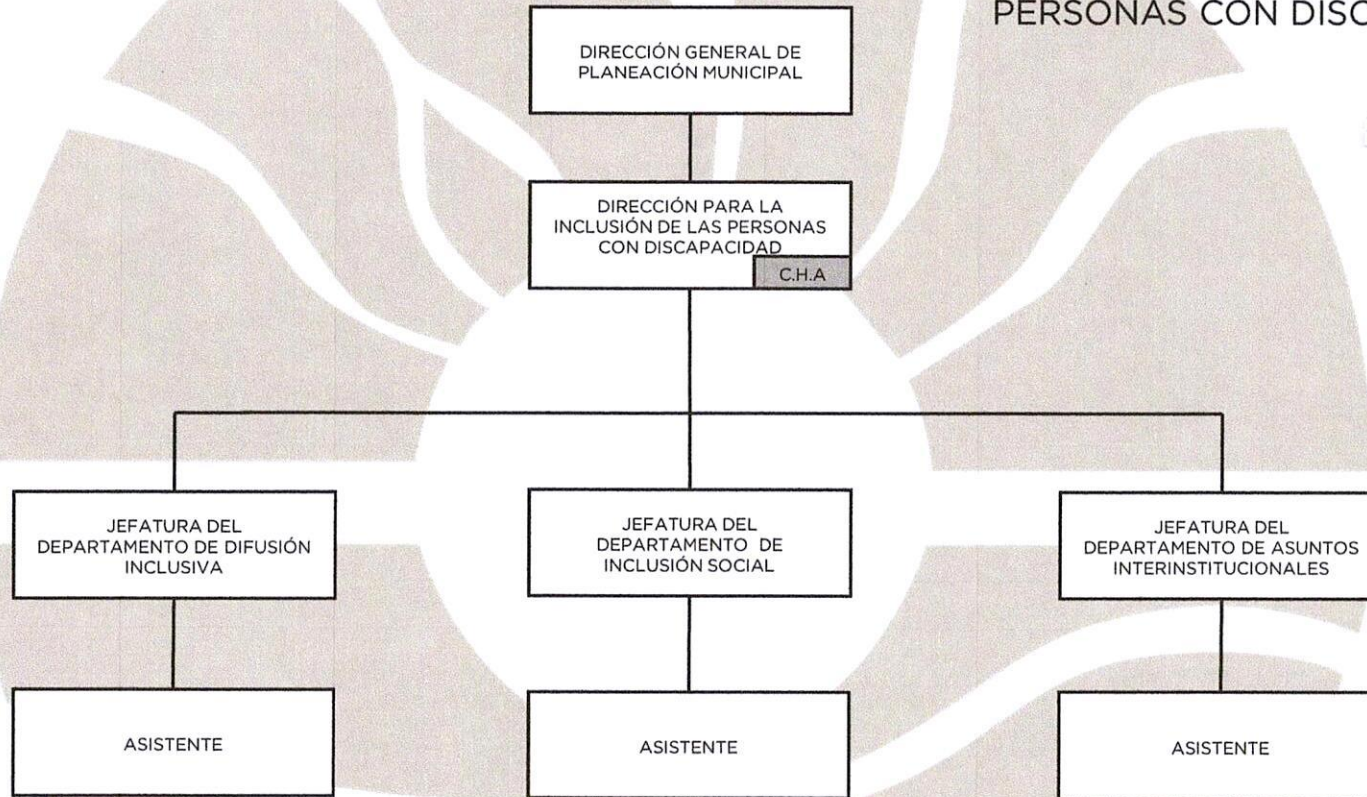 PERSONAS CON DISC
DIRECCIÓN GENERAL DE
PLANEACIÓN MUNICIPAL
DIRECCIÓN PARA LA
INCLUSIÓN DE LAS PERSONAS
CON DISCAPACIDAD
C.H.A
JEFATURA DEL
DEPARTAMENTO DE DIFUSIÓN
INCLUSIVA
JEFATURA DEL
DEPARTAMENTO DE
INCLUSIÓN SOCIAL
JEFATURA DEL
DEPARTAMENTO DE ASUNTOS
INTERINSTITUCIONALES
ASISTENTE
ASISTENTE
ASISTENTE